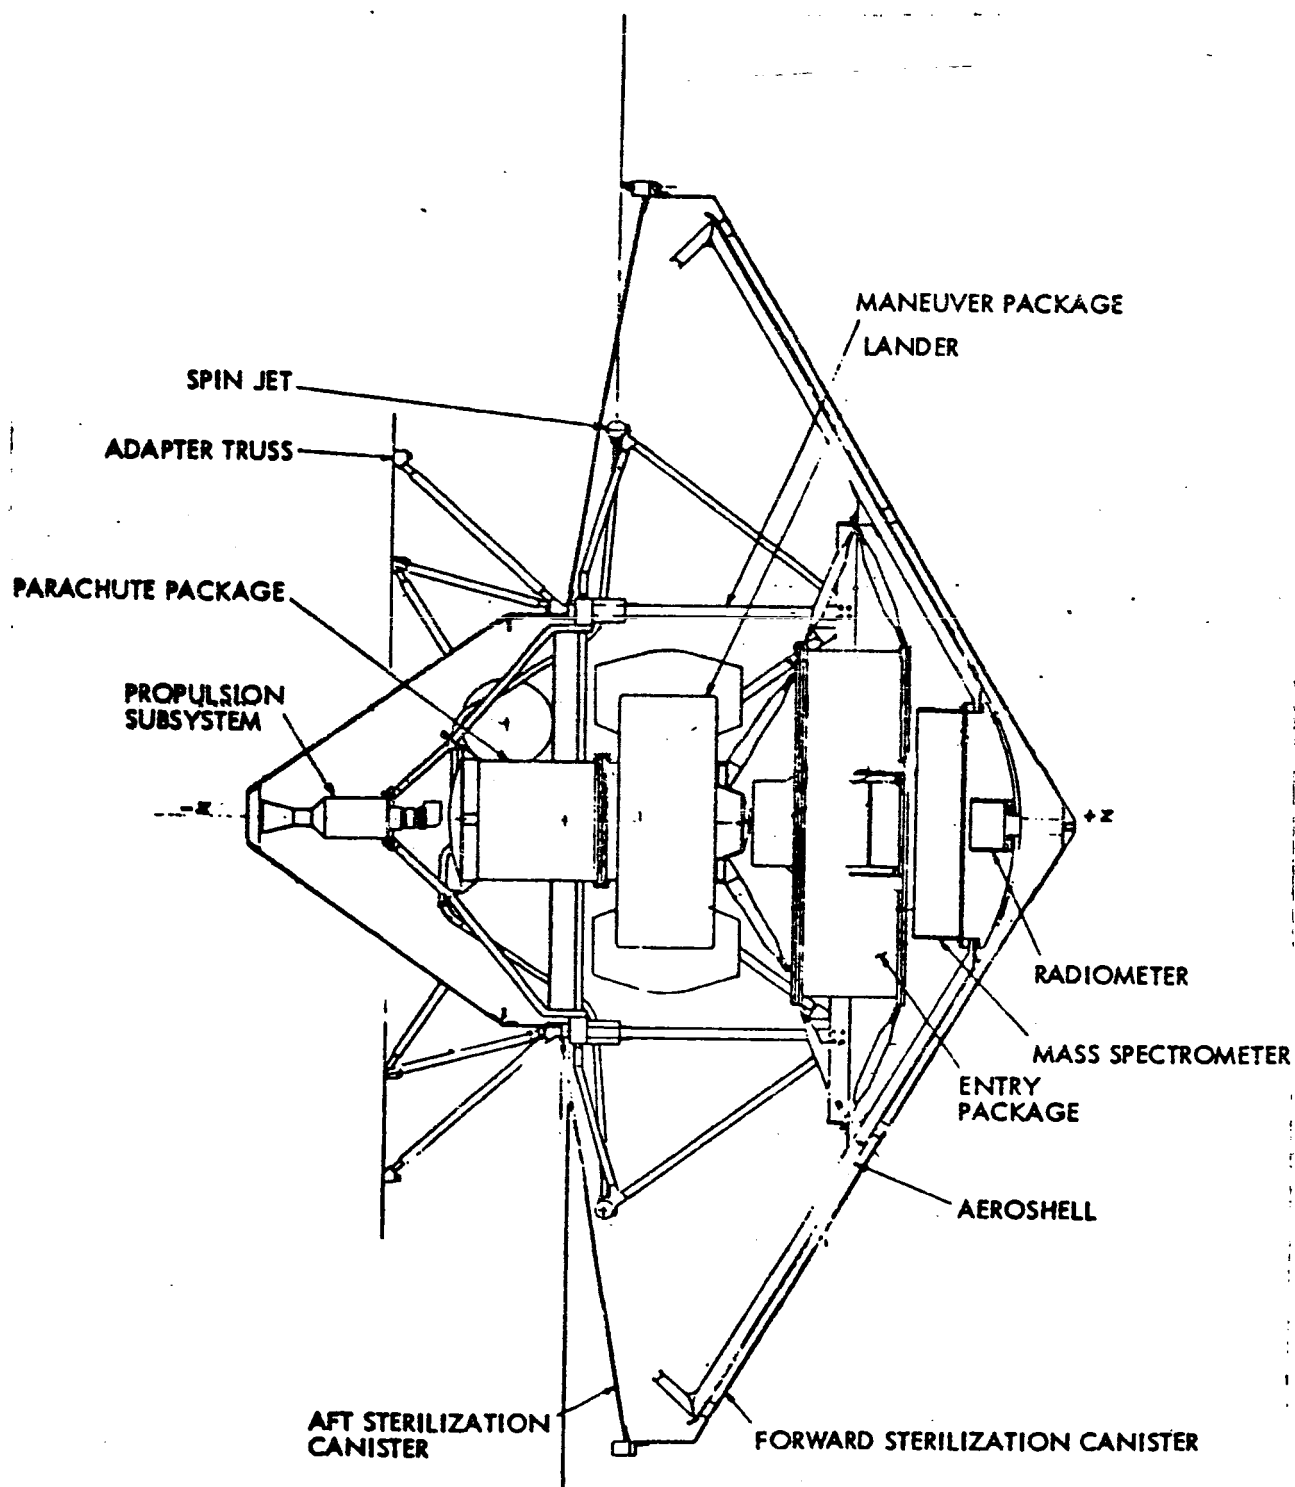 MANEUVER PACKAGE
LANDER
SPIN JET
ADAPTER TRUSS
PARACHUTE PACKAGE
PROPULSION
SUBSYSTEM
RADIOMETER
MASS SPECTROMETER
ENTRY
PACKAGE
AEROSHELL
AFT STERILIZATION
CANISTER
FORWARD STERILIZATION CANISTER